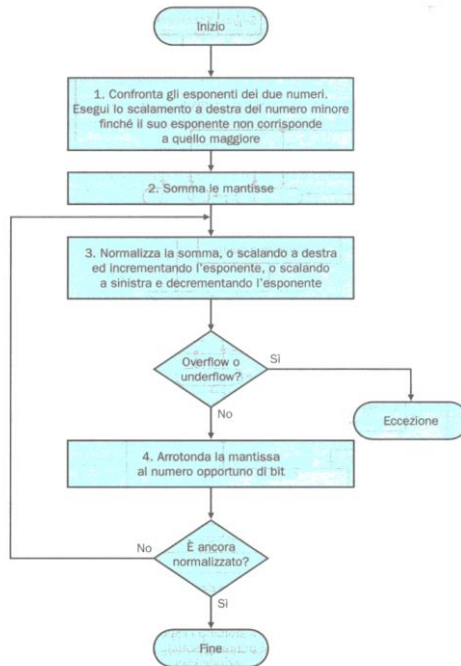 Inizio
1. Confronta gli esponenti dei due numeri.
Esegui lo scalamento a destra del numero minore
finché il suo esponente non corrisponde
a quello maggiore
2. Somma le mantisse
3. Normalizza la somma, o scalando a destra
ed incrementando l'esponente, o scalando
a sinistra e decrementando l'esponente
Overflow o
underflow?
Sì
No
Eccezione
4. Arrotonda la mantissa
al numero opportuno di bit
No
È ancora
normalizzato?
Sì
Fine